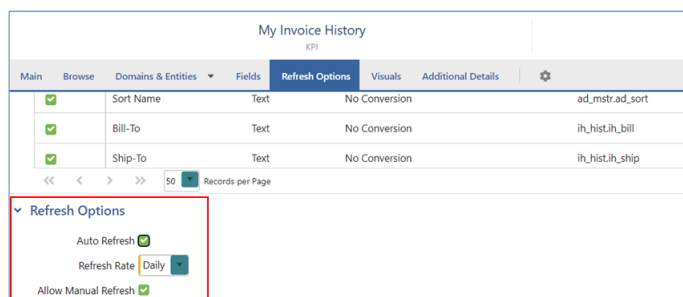 My Invoice History
KPI
Main Browse Domains & Entities Fields Refresh Options Visuals Additional Details
Sort Name Text No Conversion ad_mstr.ad_sort
Bill-To Text No Conversion ih_hist.ih_bill
Ship-To Text No Conversion ih_hist.ih_ship
50 Records per Page
Refresh Options
Auto Refresh
Refresh Rate Daily
Allow Manual Refresh